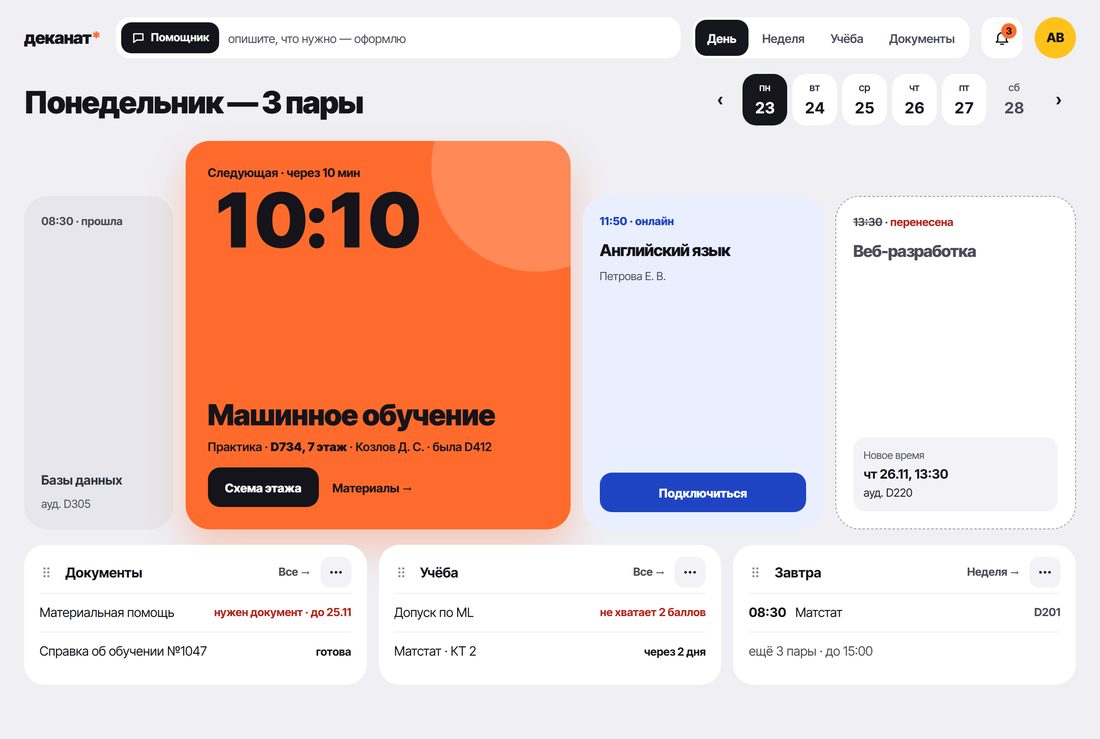 деканат*
Помощник
опишите, что нужно — оформлю
День
Неделя
Учёба
Документы
3
АВ
Понедельник — 3 пары
‹
пн
23
вт
24
ср
25
чт
26
пт
27
сб
28
›
08:30 · прошла
Базы данных
ауд. D305
Следующая · через 10 мин
10:10
Машинное обучение
Практика · D734, 7 этаж · Козлов Д. С. · была D412
Схема этажа
Материалы →
11:50 · онлайн
Английский язык
Петрова Е. В.
Подключиться
13:30 · перенесена
Веб-разработка
Новое время
чт 26.11, 13:30
ауд. D220
Документы
Все →
Материальная помощь
нужен документ · до 25.11
Справка об обучении №1047
готова
Учёба
Все →
Допуск по ML
не хватает 2 баллов
Матстат · КТ 2
через 2 дня
Завтра
Неделя →
08:30 Матстат
D201
ещё 3 пары · до 15:00